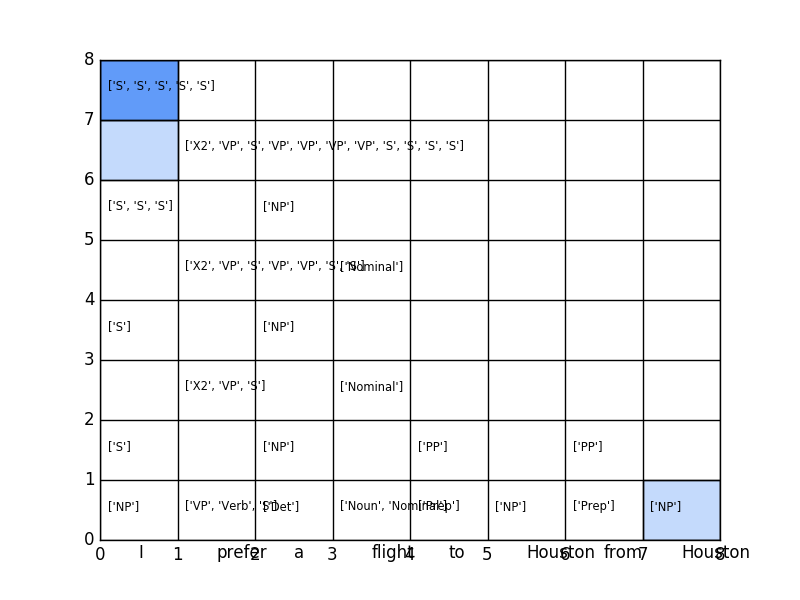 8
['S', 'S', 'S', 'S', 'S']
7
['X2', 'VP', 'S', 'VP', 'VP', 'VP', 'VP', 'S', 'S', 'S', 'S']
6
['S', 'S', 'S'] ['NP']
5
['X2', 'VP', 'S', 'VP', 'VP', 'S', 'S'] ['Nominal']
4
['S'] ['NP']
3
['X2', 'VP', 'S'] ['Nominal']
2
['S'] ['NP'] ['PP'] ['PP']
1
['NP'] ['VP', 'Verb', 'S'] ['Det'] ['Noun', 'Nominal'] ['Prep'] ['NP'] ['Prep'] ['NP']
0
I prefer a flight to Houston from Houston
0 1 2 3 4 5 6 7 8